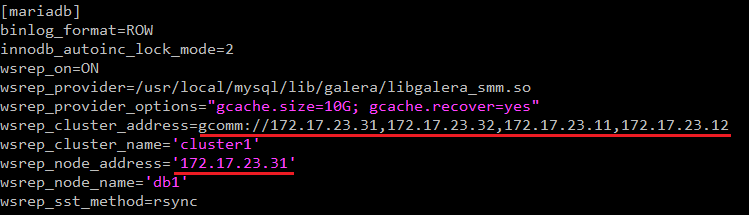 [mariadb]
binlog_format=ROW
innodb_autoinc_lock_mode=2
wsrep_on=ON
wsrep_provider=/usr/local/mysql/lib/galera/libgalera_smm.so
wsrep_provider_options="gcache.size=10G; gcache.recover=yes"
wsrep_cluster_address=gcomm://172.17.23.31,172.17.23.32,172.17.23.11,172.17.23.12
wsrep_cluster_name='cluster1'
wsrep_node_address='172.17.23.31'
wsrep_node_name='db1'
wsrep_sst_method=rsync